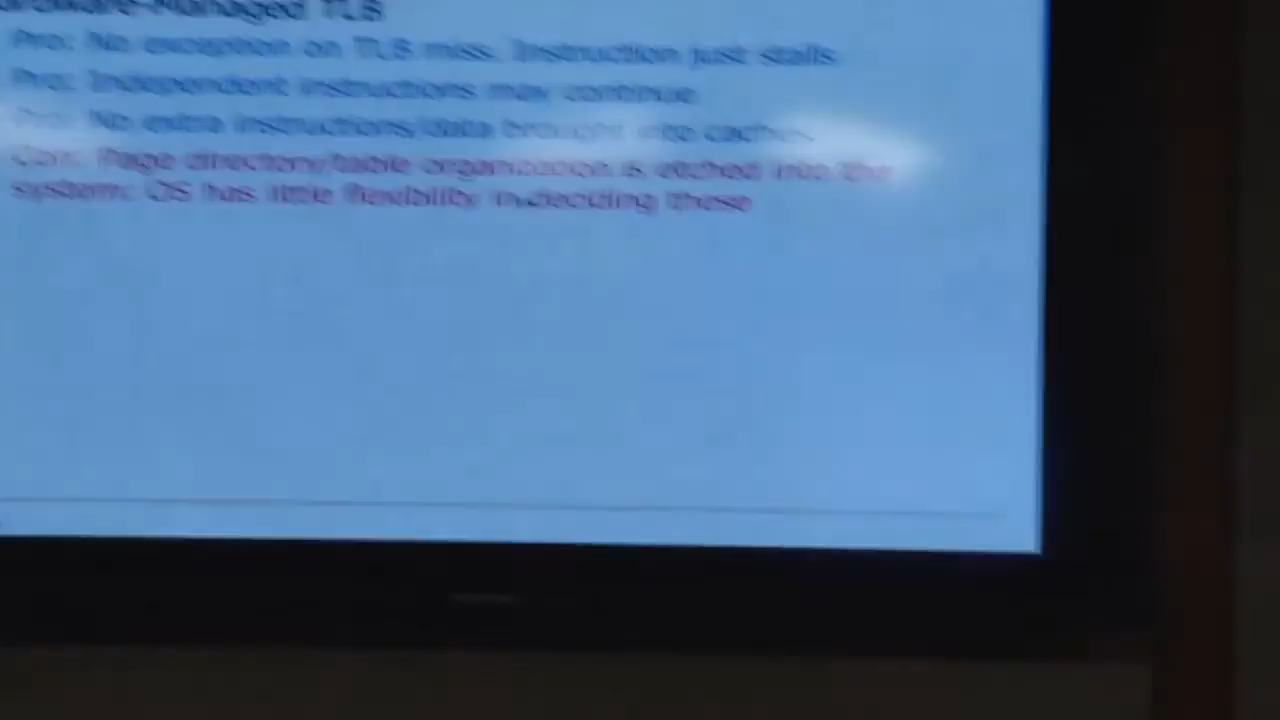 Hardware-Managed TLB
Pro: No exception on TLB miss. Instruction just stalls
Pro: Independent instructions may continue
Pro: No extra instructions/data brought into caches.
Con: Page directory/table organization is etched into the
system: OS has little flexibility in deciding these